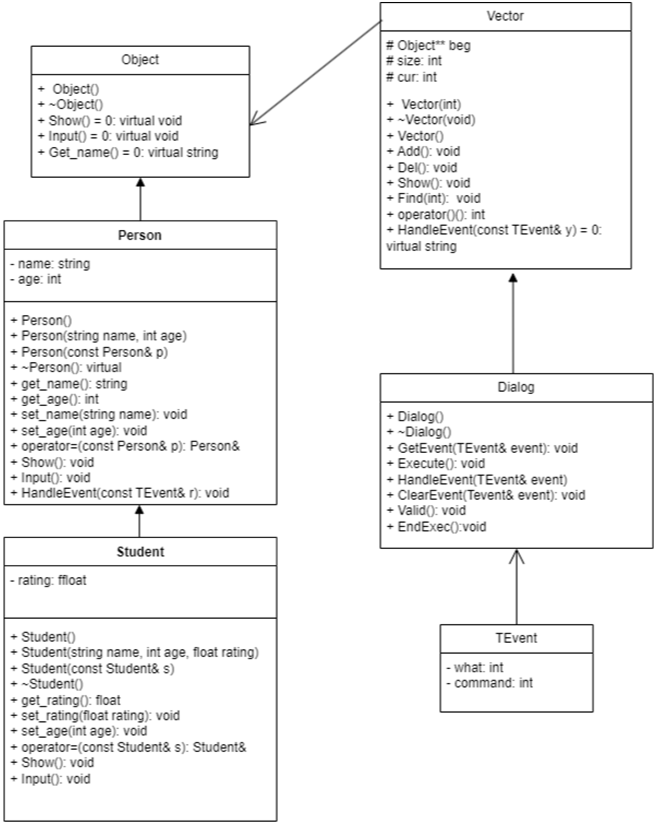 Object
+ Object()
+ ~Object()
+ Show() = 0: virtual void
+ Input() = 0: virtual void
+ Get_name() = 0: virtual string
Person
- name: string
- age: int
+ Person()
+ Person(string name, int age)
+ Person(const Person& p)
+ ~Person(): virtual
+ get_name(): string
+ get_age(): int
+ set_name(string name): void
+ set_age(int age): void
+ operator=(const Person& p): Person&
+ Show(): void
+ Input(): void
+ HandleEvent(const TEvent& r): void
Student
- rating: ffloat
+ Student()
+ Student(string name, int age, float rating)
+ Student(const Student& s)
+ ~Student()
+ get_rating(): float
+ set_rating(float rating): void
+ set_age(int age): void
+ operator=(const Student& s): Student&
+ Show(): void
+ Input(): void
Vector
# Object** beg
# size: int
# cur: int
+ Vector(int)
+ ~Vector(void)
+ Vector()
+ Add(): void
+ Del(): void
+ Show(): void
+ Find(int): void
+ operator()(): int
+ HandleEvent(const TEvent& y) = 0:
virtual string
Dialog
+ Dialog()
+ ~Dialog()
+ GetEvent(TEvent& event): void
+ Execute(): void
+ HandleEvent(TEvent& event)
+ ClearEvent(Tevent& event): void
+ Valid(): void
+ EndExec():void
TEvent
- what: int
- command: int